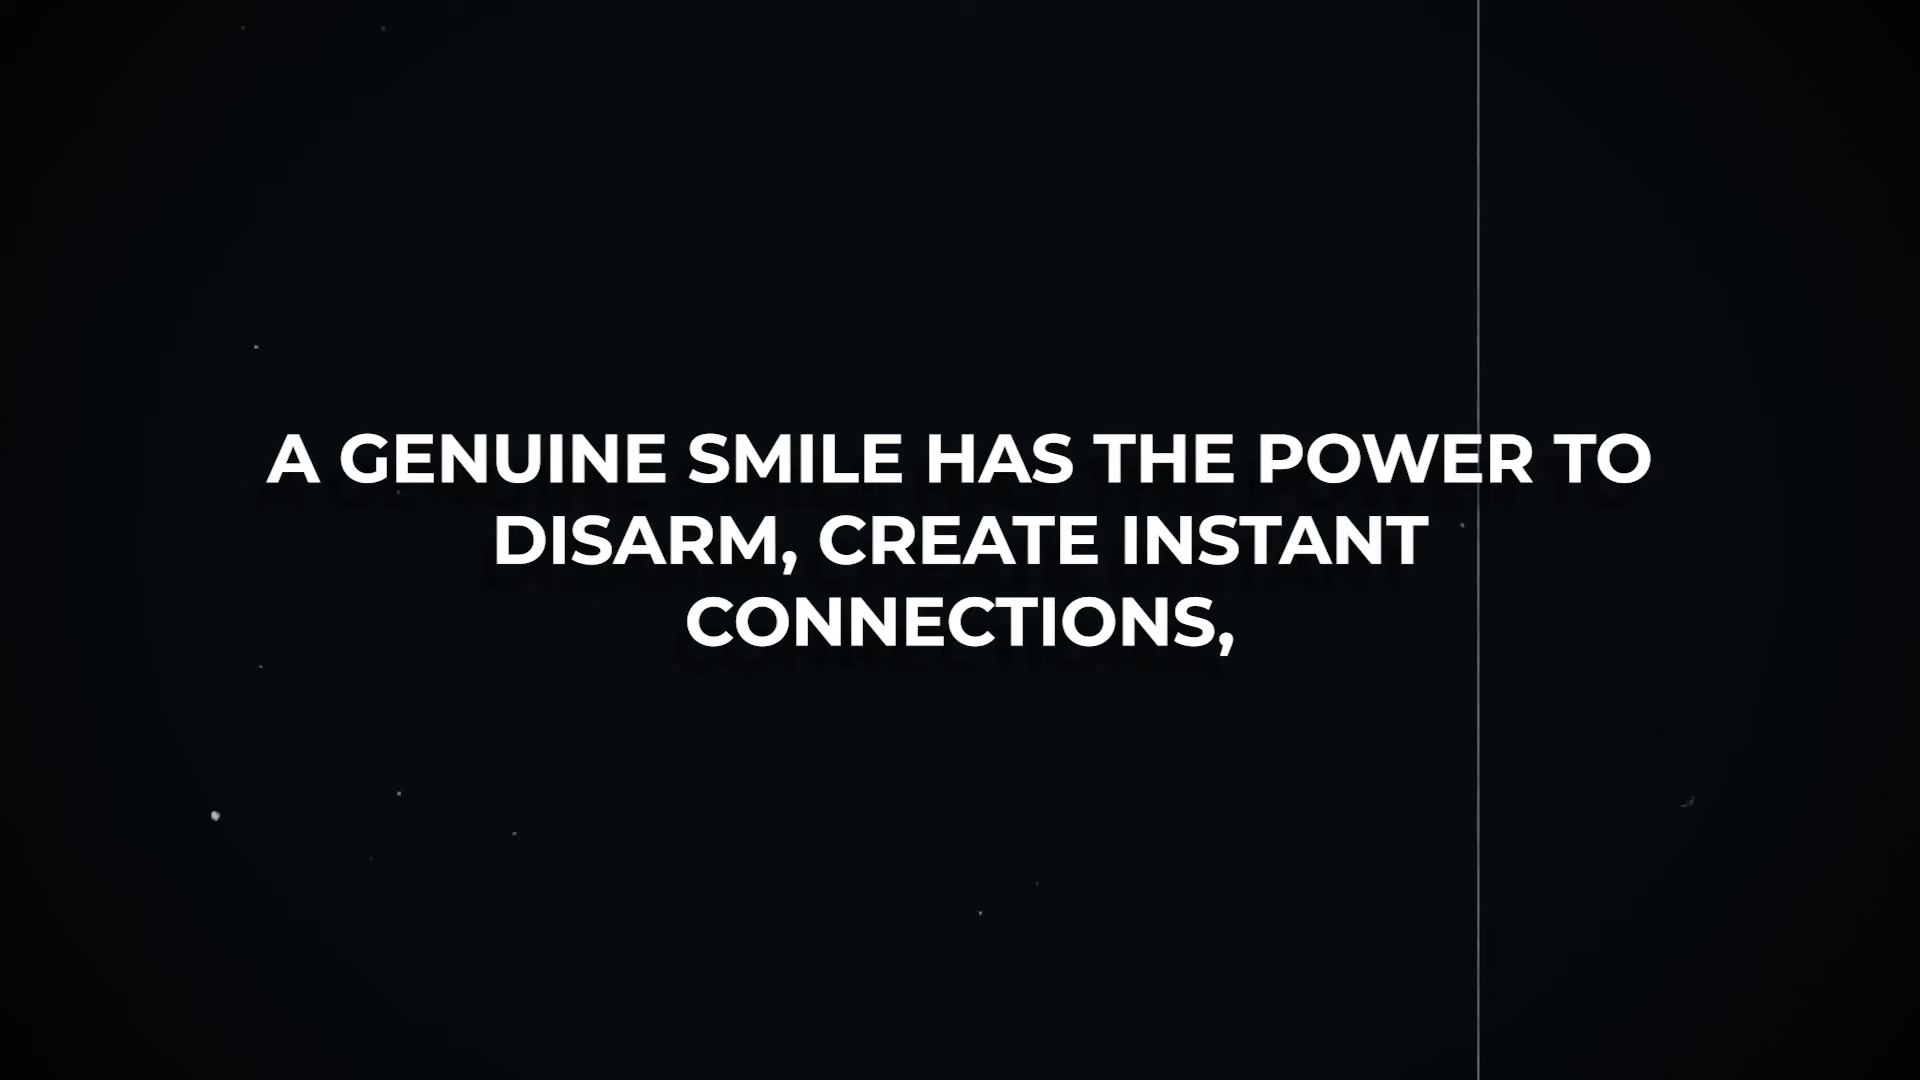 A GENUINE SMILE HAS THE POWER TO
DISARM, CREATE INSTANT
CONNECTIONS,